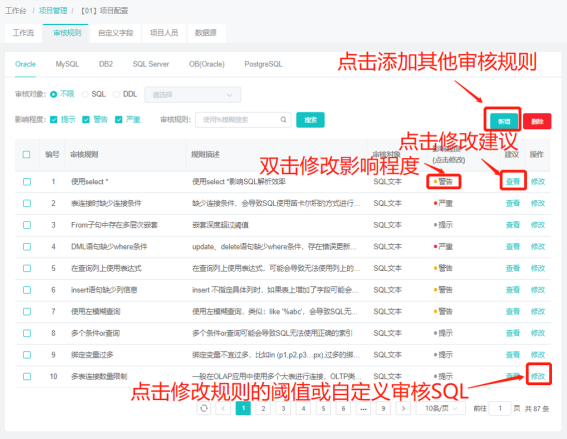 工作台 / 项目管理 / 【01】项目配置
工作流 审核规则 自定义字段 项目人员 数据源
Oracle MySQL DB2 SQL Server OB(Oracle) PostgreSQL
点击添加其他审核规则
审核对象: 不限 SQL DDL 请选择
影响程度: 提示 警告 严重 审核规则: 使用%模糊搜索 搜索 新增 删除
点击修改建议
双击修改影响程度
编号 审核规则 规则描述 审核对象 (点击修改) 建议 操作
1 使用select * 使用select *影响SQL解析效率 SQL文本 警告 查看 修改
2 表连接时缺少连接条件 缺少连接条件，会导致SQL使用笛卡尔积的方式进行... SQL文本 严重 查看 修改
3 From子句中存在多层次嵌套 嵌套深度超过阈值 SQL文本 提示 查看 修改
4 DML语句缺少where条件 update、delete语句缺少where条件，存在错误更新... SQL文本 严重 查看 修改
5 在查询列上使用表达式 在查询列上使用表达式，可能会导致无法使用列上的... SQL文本 警告 查看 修改
6 insert语句缺少列信息 insert 不指定具体列时，如果表上增加了字段可能会... SQL文本 警告 查看 修改
7 使用左模糊查询 使用左模糊查询，类似：like '%abc'，会导致SQL无... SQL文本 警告 查看 修改
8 多个条件or查询 多个条件or查询可能会导致SQL无法使用正确的索引 SQL文本 提示 查看 修改
9 绑定变量过多 绑定变量不宜过多，比如in (p1,p2,p3...px),过多的绑... SQL文本 提示 查看 修改
10 多表连接数量限制 一般在OLAP应用中使用多个大表进行连接，OLTP类... SQL文本 提示 查看 修改
点击修改规则的阈值或自定义审核SQL
1 2 3 4 5 6 ... 9 10条/页 前往 1 页 共 87 条